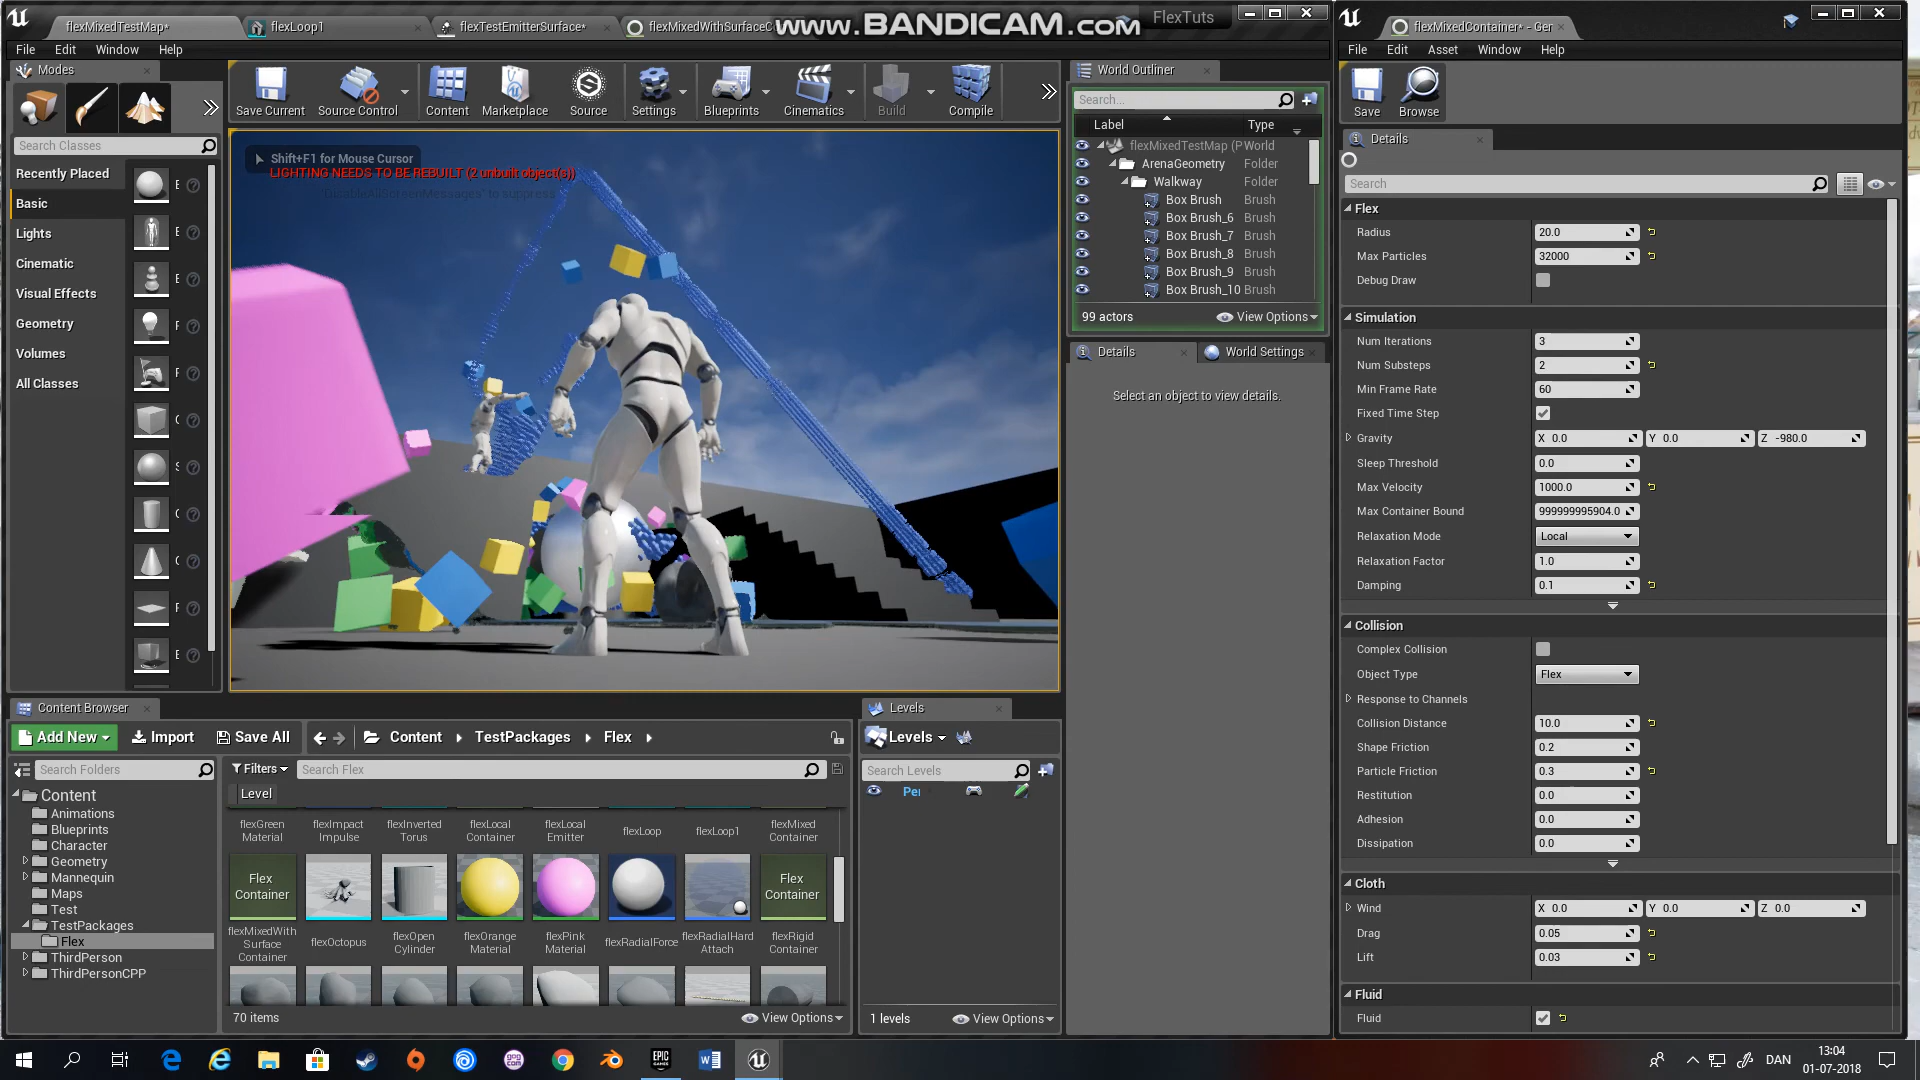 flexMixedTestMap*
flexLoop1
flexTestEmitterSurface*
flexMixedWithSurfaceC
www.BANDICAM.com
FlexTuts
File
Edit
Window
Help
Modes
Save Current
Source Control
Content
Marketplace
Source
Settings
Blueprints
Cinematics
Build
Compile
Search Classes
Recently Placed
Basic
Lights
Cinematic
Visual Effects
Geometry
Volumes
All Classes
Shift+F1 for Mouse Cursor
LIGHTING NEEDS TO BE REBUILT (2 unbuilt object(s))
'DisableAllScreenMessages' to suppress
World Outliner
Search...
Label
Type
flexMixedTestMap (P
World
ArenaGeometry
Folder
Walkway
Folder
Box Brush
Brush
Box Brush_6
Brush
Box Brush_7
Brush
Box Brush_8
Brush
Box Brush_9
Brush
Box Brush_10
Brush
99 actors
View Options
Details
World Settings
Select an object to view details.
Content Browser
Add New
Import
Save All
Content
TestPackages
Flex
Search Folders
Filters
Search Flex
Level
Content
Animations
Blueprints
Character
Geometry
Mannequin
Maps
Test
TestPackages
Flex
ThirdPerson
ThirdPersonCPP
flexGreen Material
flexImpact Impulse
flexInverted Torus
flexLocal Container
flexLocal Emitter
flexLoop
flexLoop1
flexMixed Container
Flex Container
Flex Container
flexMixedWith Surface Container
flexOctopus
flexOpen Cylinder
flexOrange Material
flexPink Material
flexRadialForce
flexRadialHard Attach
flexRigid Container
70 items
View Options
Levels
Levels
Search Levels
Per
1 levels
View Options
flexMixedContainer* - Ger
File
Edit
Asset
Window
Help
Save
Browse
Details
Search
Flex
Radius
20.0
Max Particles
32000
Debug Draw
Simulation
Num Iterations
3
Num Substeps
2
Min Frame Rate
60
Fixed Time Step
Gravity
X 0.0
Y 0.0
Z -980.0
Sleep Threshold
0.0
Max Velocity
1000.0
Max Container Bound
999999995904.0
Relaxation Mode
Local
Relaxation Factor
1.0
Damping
0.1
Collision
Complex Collision
Object Type
Flex
Response to Channels
Collision Distance
10.0
Shape Friction
0.2
Particle Friction
0.3
Restitution
0.0
Adhesion
0.0
Dissipation
0.0
Cloth
Wind
X 0.0
Y 0.0
Z 0.0
Drag
0.05
Lift
0.03
Fluid
Fluid
DAN
13:04
01-07-2018